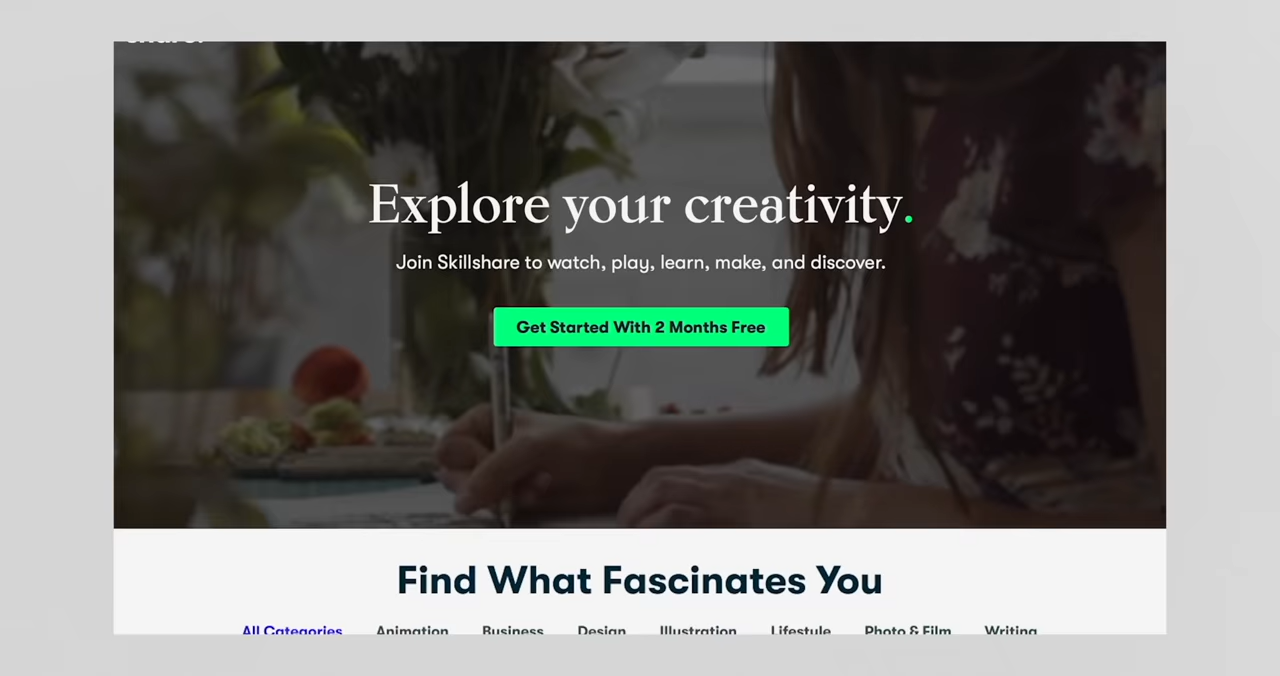 Explore your creativity.
Join Skillshare to watch, play, learn, make, and discover.
Get Started With 2 Months Free
Find What Fascinates You
All Categories Animation Business Design Illustration Lifestyle Photo & Film Writing